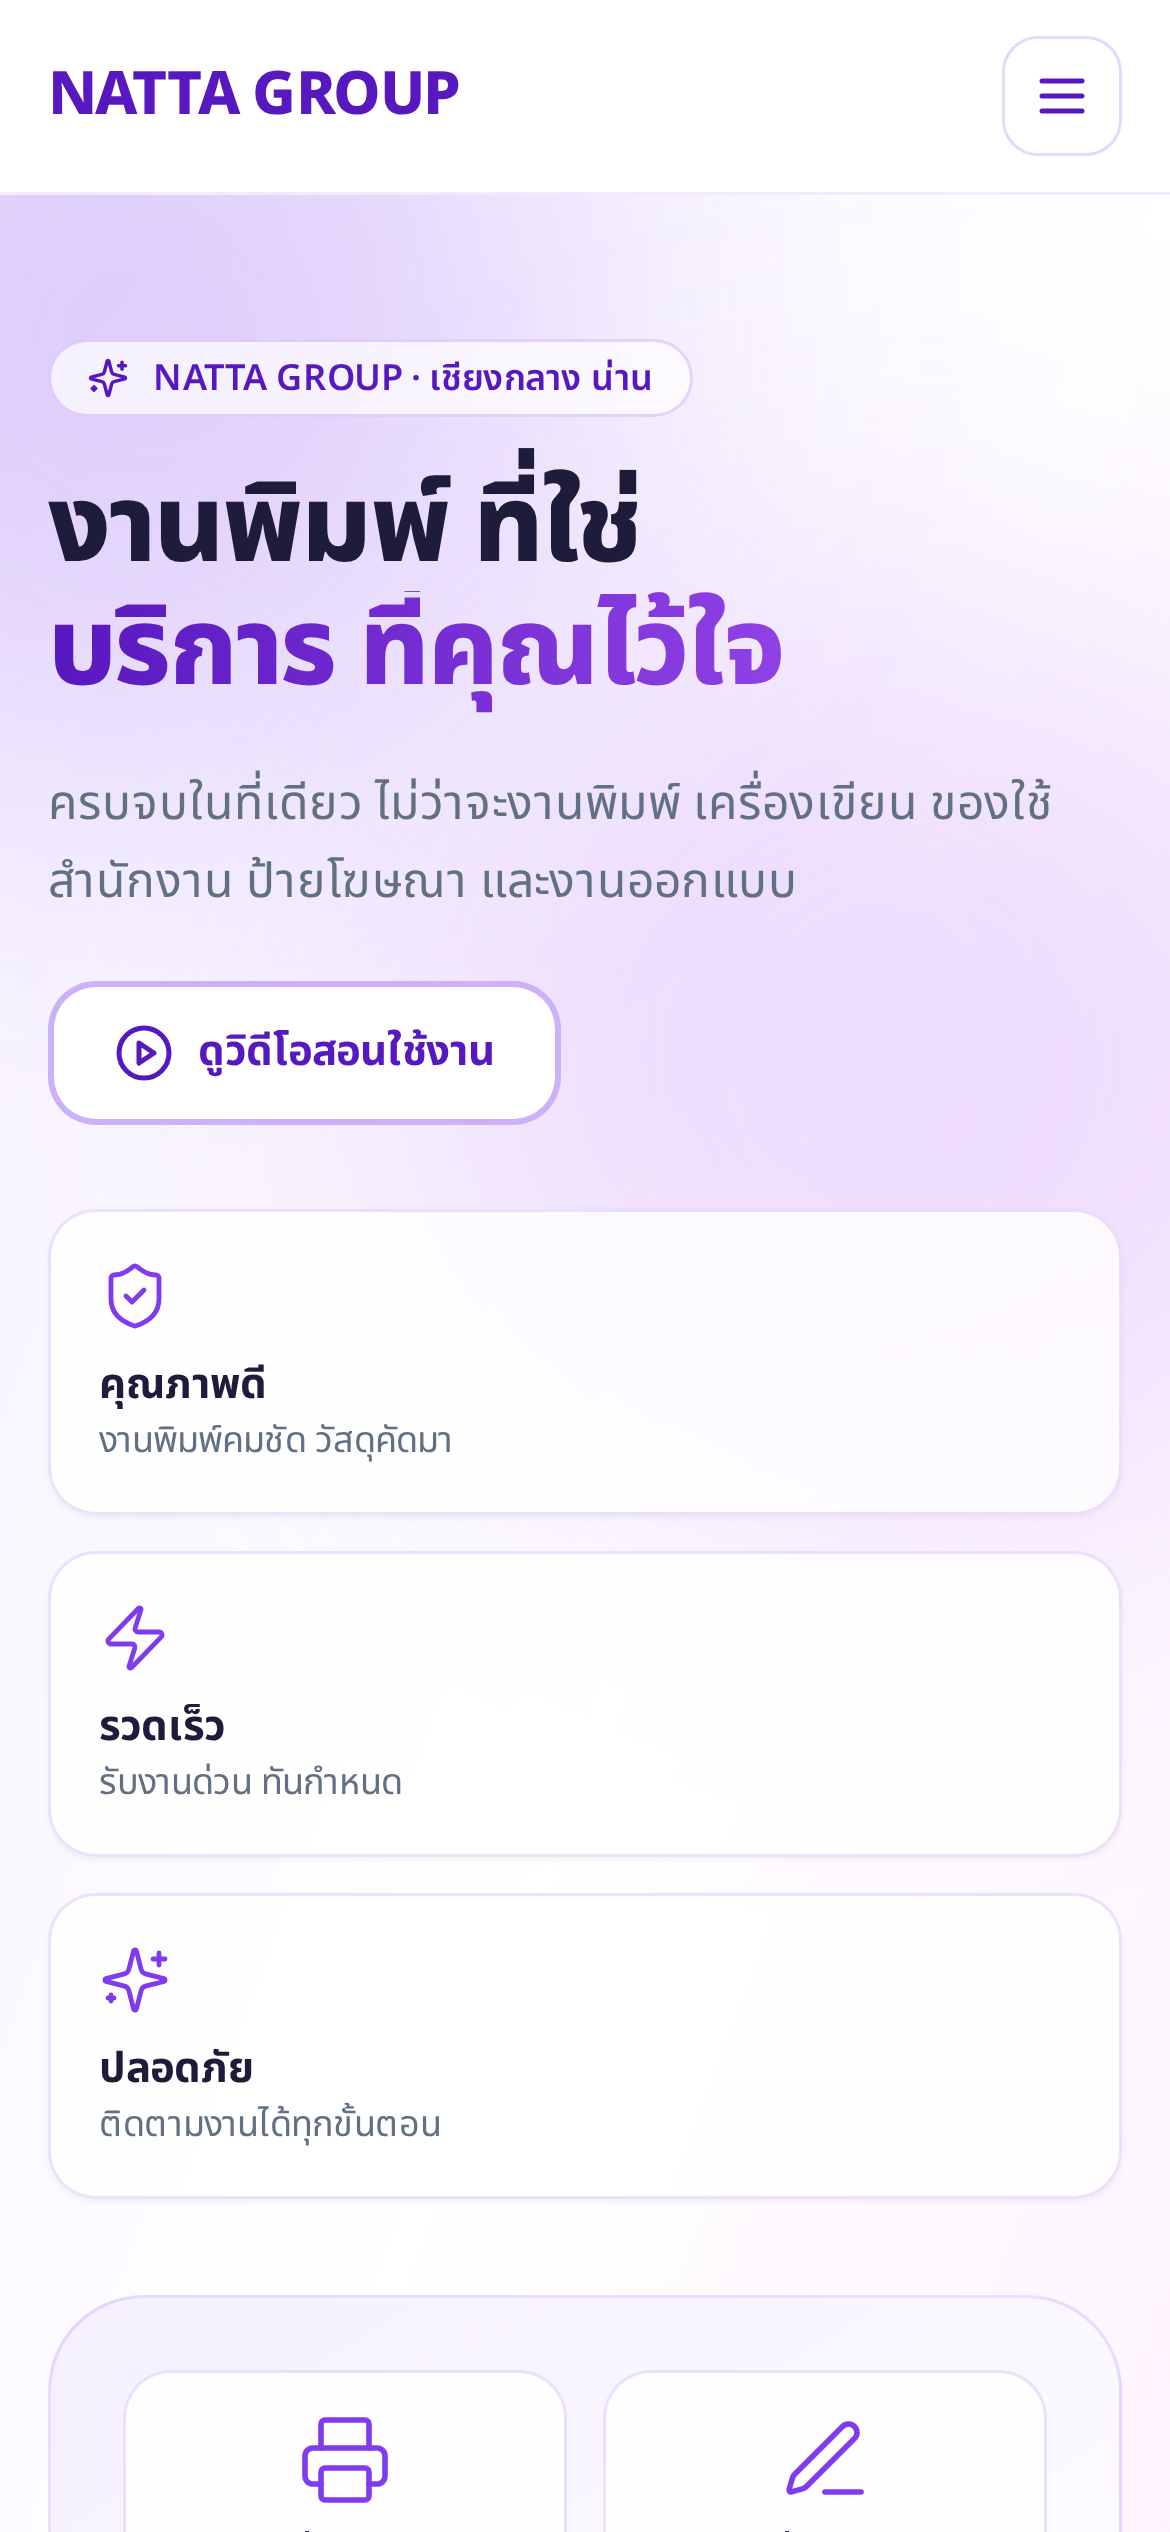 NATTA GROUP
NATTA GROUP · เชียงกลาง น่าน
งานพิมพ์ ที่ใช่
บริการ ที่คุณไว้ใจ
ครบจบในที่เดียว ไม่ว่าจะงานพิมพ์ เครื่องเขียน ของใช้
สำนักงาน ป้ายโฆษณา และงานออกแบบ
ดูวิดีโอสอนใช้งาน
คุณภาพดี
งานพิมพ์คมชัด วัสดุคัดมา
รวดเร็ว
รับงานด่วน ทันกำหนด
ปลอดภัย
ติดตามงานได้ทุกขั้นตอน